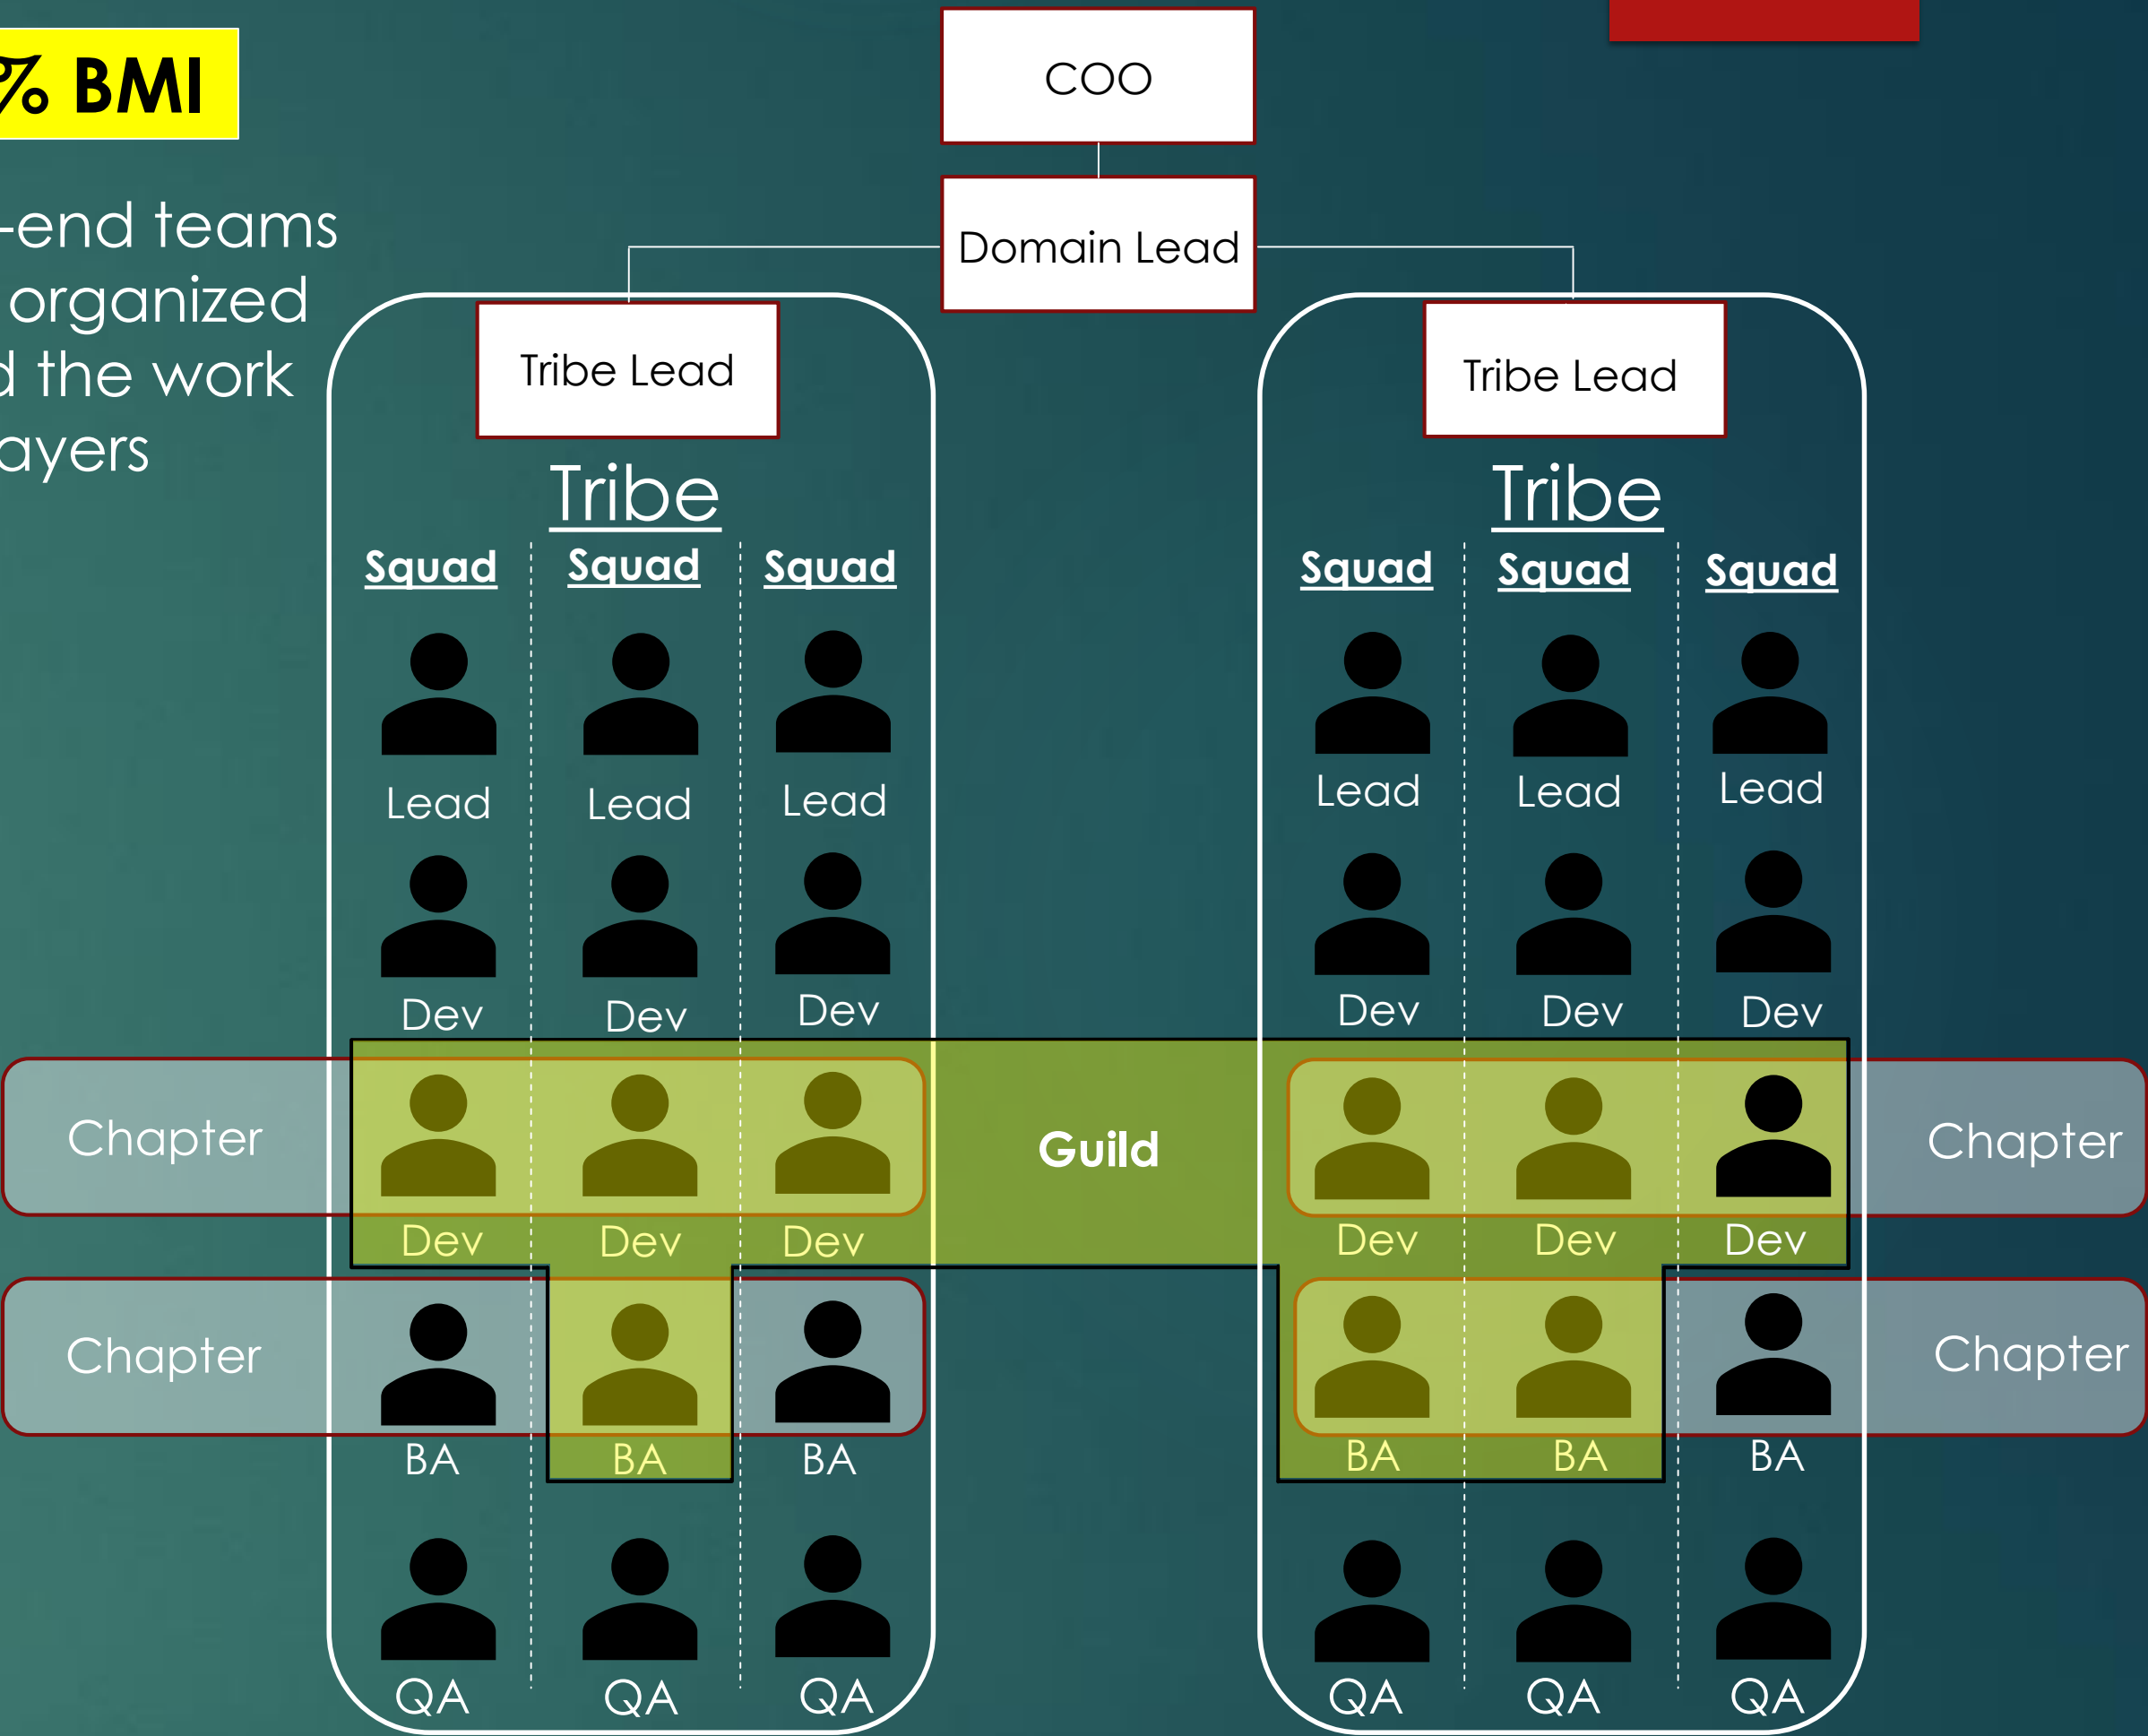 % BMI
COO
Domain Lead
-end teams
organized
the work
Tribe Lead
Tribe Lead
Tribe
Tribe
Squad Squad Squad
Squad Squad Squad
Lead Lead Lead
Lead Lead Lead
Dev Dev Dev
Dev Dev Dev
Chapter
Guild
Chapter
Dev Dev Dev
Dev Dev Dev
Chapter
Chapter
BA BA BA
BA BA BA
QA QA QA
QA QA QA